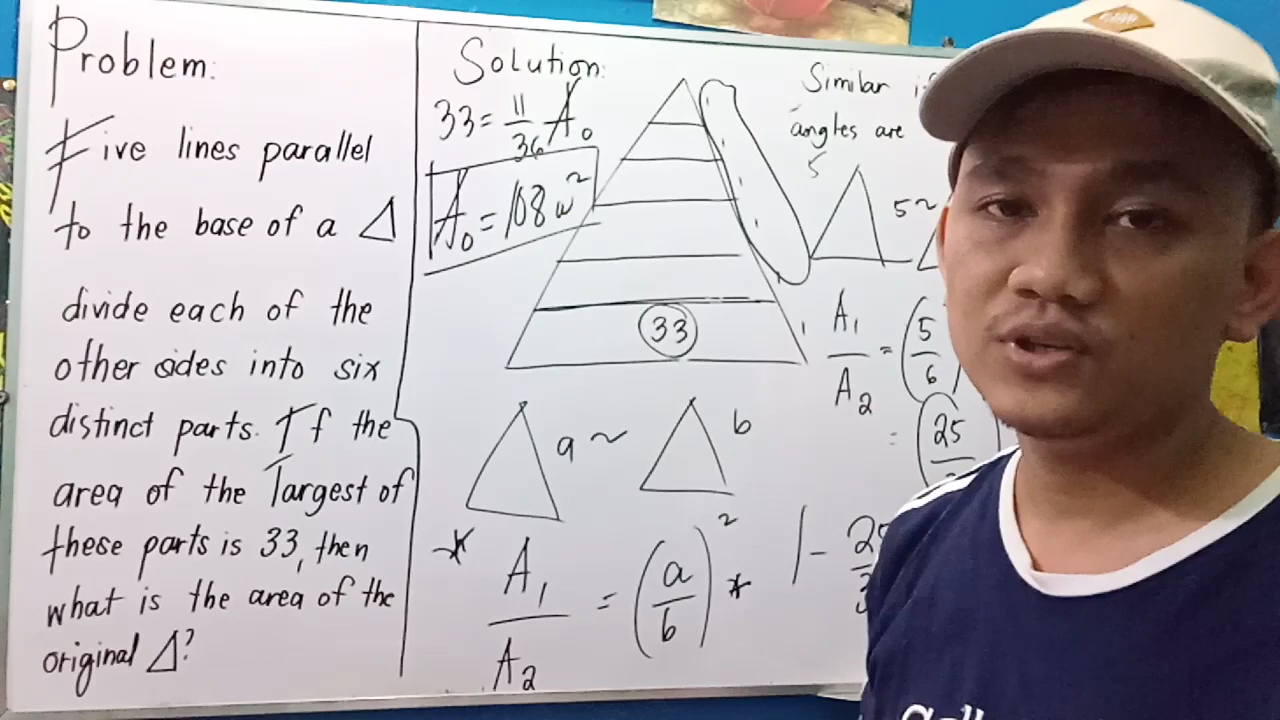 Problem:
Five lines parallel
to the base of a Δ
divide each of the
other sides into six
distinct parts. If the
area of the largest of
these parts is 33, then
what is the area of the
original Δ?
Solution:
33 = 11/36 A₀
A₀ = 108 u²
33
a ~ b
* A₁/A₂ = (a/b)² *
Similar if
angles are
5 5~
A₁/A₂ = (5/6)
= (25
1 - 25